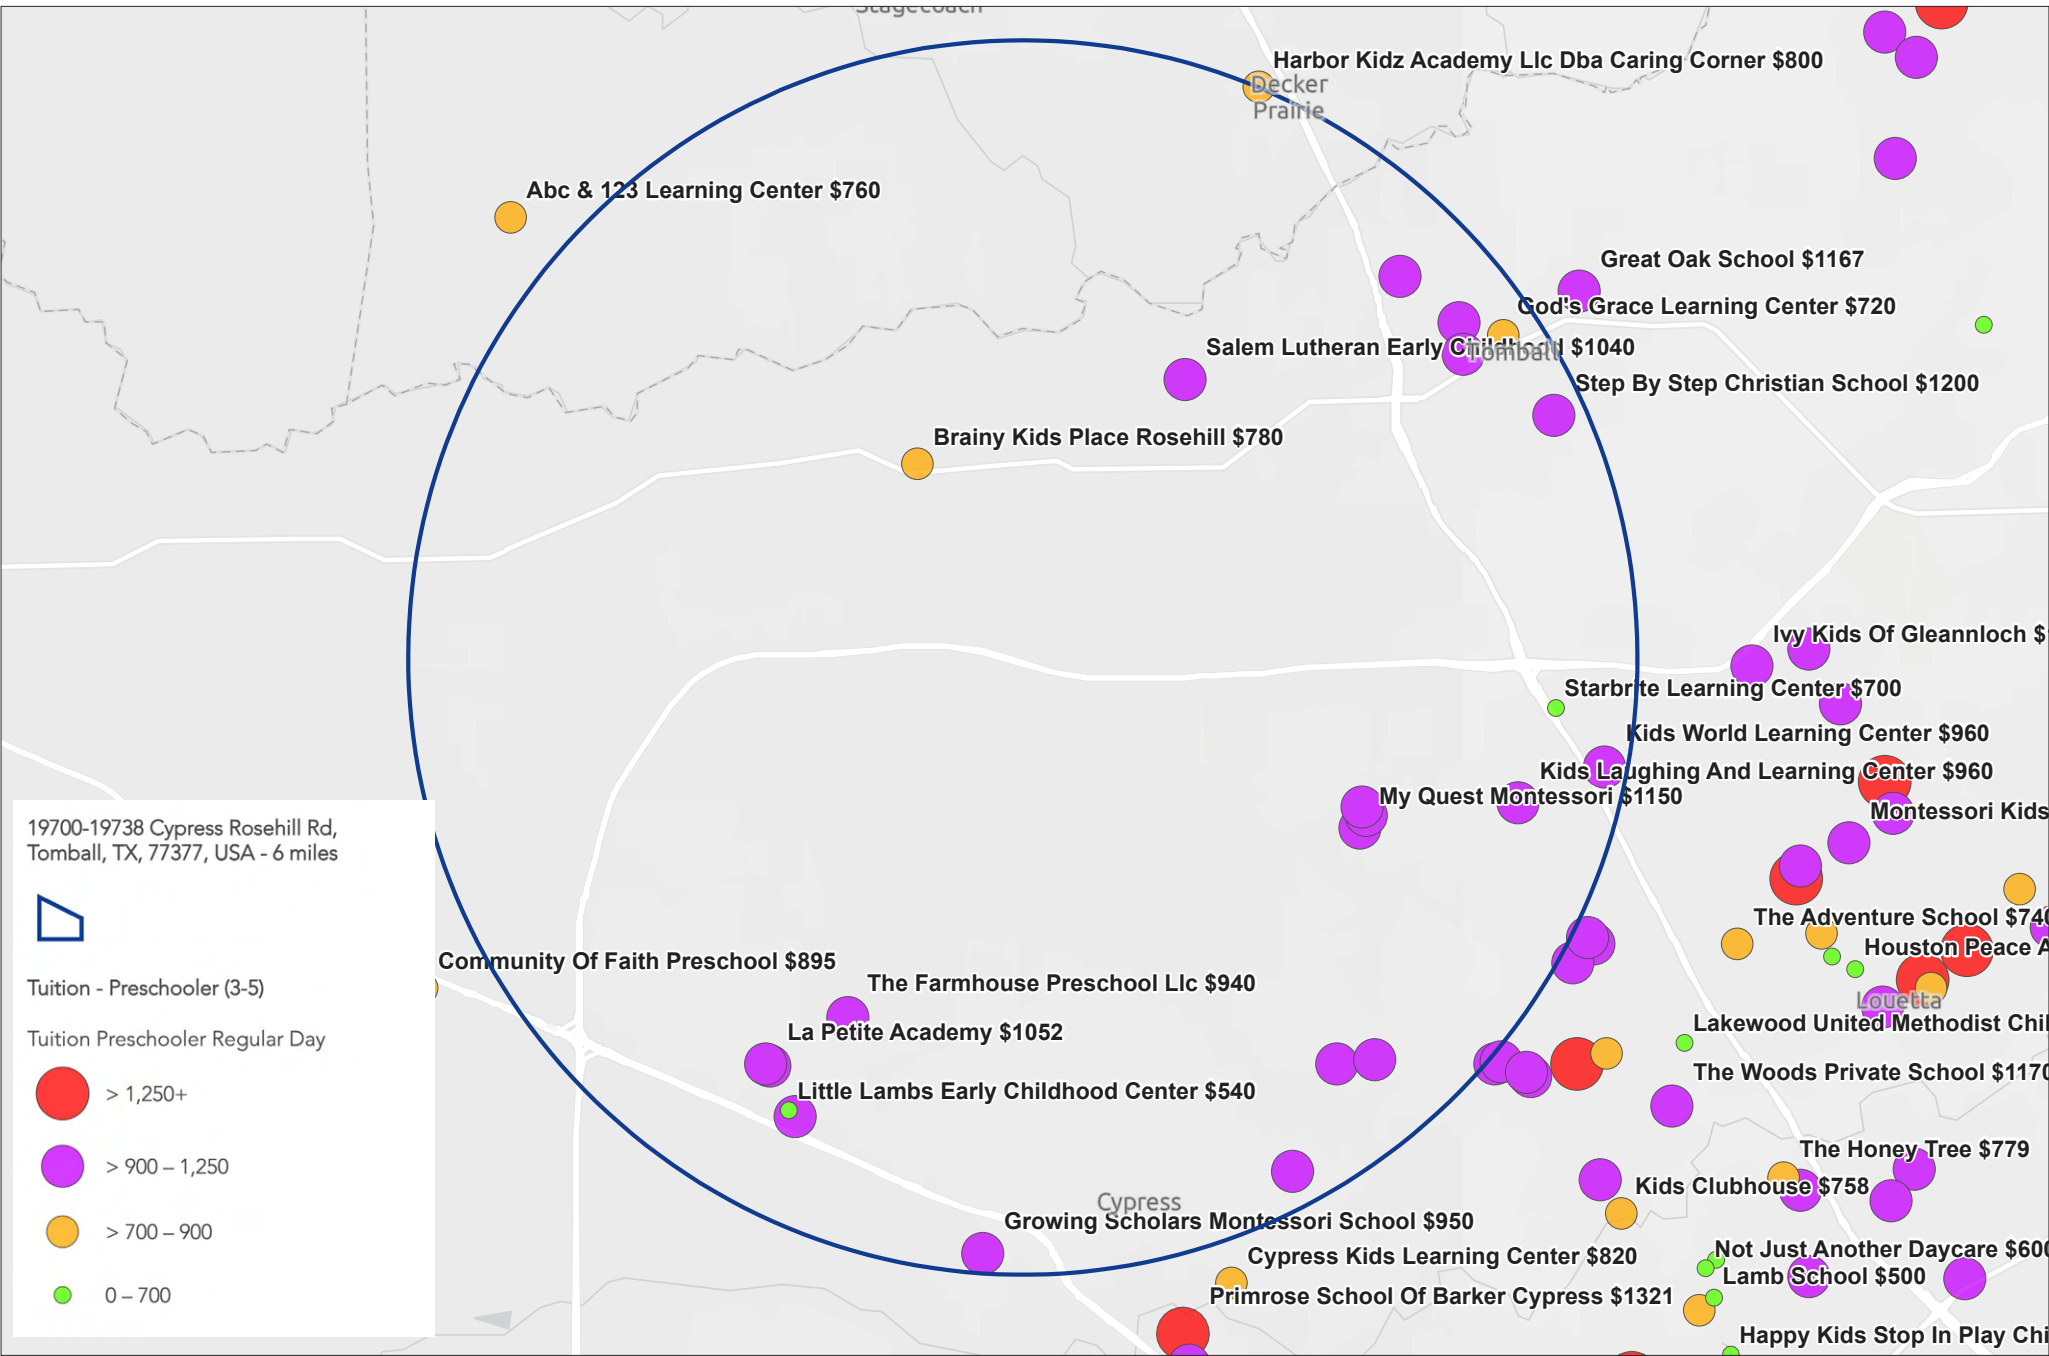 Stagecoach
Harbor Kidz Academy Llc Dba Caring Corner $800
Decker
Prairie
Abc & 123 Learning Center $760
Great Oak School $1167
God's Grace Learning Center $720
Salem Lutheran Early Childhood $1040
Tomball
Step By Step Christian School $1200
Brainy Kids Place Rosehill $780
Ivy Kids Of Gleannloch $
Starbrite Learning Center $700
Kids World Learning Center $960
Kids Laughing And Learning Center $960
My Quest Montessori $1150
Montessori Kids
19700-19738 Cypress Rosehill Rd,
Tomball, TX, 77377, USA - 6 miles
The Adventure School $740
Houston Peace A
Community Of Faith Preschool $895
The Farmhouse Preschool Llc $940
Tuition - Preschooler (3-5)
Louetta
Lakewood United Methodist Chil
La Petite Academy $1052
Tuition Preschooler Regular Day
The Woods Private School $1170
> 1,250+
Little Lambs Early Childhood Center $540
The Honey Tree $779
> 900 – 1,250
Kids Clubhouse $758
Cypress
Growing Scholars Montessori School $950
> 700 – 900
Not Just Another Daycare $600
Cypress Kids Learning Center $820
Lamb School $500
0 – 700
Primrose School Of Barker Cypress $1321
Happy Kids Stop In Play Chi